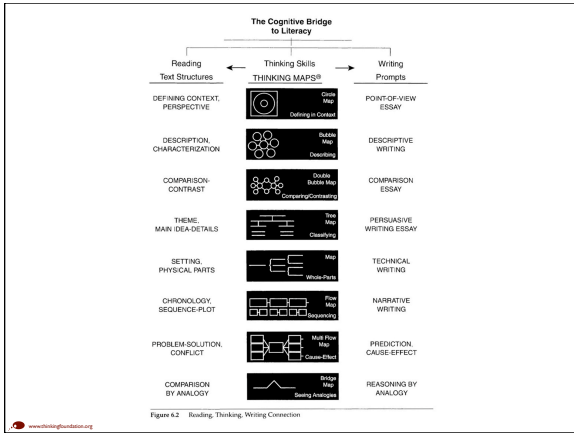 The Cognitive Bridge
to Literacy
Reading
Text Structures
Thinking Skills
THINKING MAPS®
Writing
Prompts
DEFINING CONTEXT,
PERSPECTIVE
Circle
Map
Defining in Context
POINT-OF-VIEW
ESSAY
DESCRIPTION,
CHARACTERIZATION
Bubble
Map
Describing
DESCRIPTIVE
WRITING
COMPARISON-
CONTRAST
Double
Bubble Map
Comparing/Contrasting
COMPARISON
ESSAY
THEME,
MAIN IDEA-DETAILS
Tree
Map
Classifying
PERSUASIVE
WRITING ESSAY
SETTING,
PHYSICAL PARTS
Map
Whole-Parts
TECHNICAL
WRITING
CHRONOLOGY,
SEQUENCE-PLOT
Flow
Map
Sequencing
NARRATIVE
WRITING
PROBLEM-SOLUTION,
CONFLICT
Multi Flow
Map
Cause-Effect
PREDICTION,
CAUSE-EFFECT
COMPARISON
BY ANALOGY
Bridge
Map
Seeing Analogies
REASONING BY
ANALOGY
Figure 6.2 Reading, Thinking, Writing Connection
www.thinkingfoundation.org